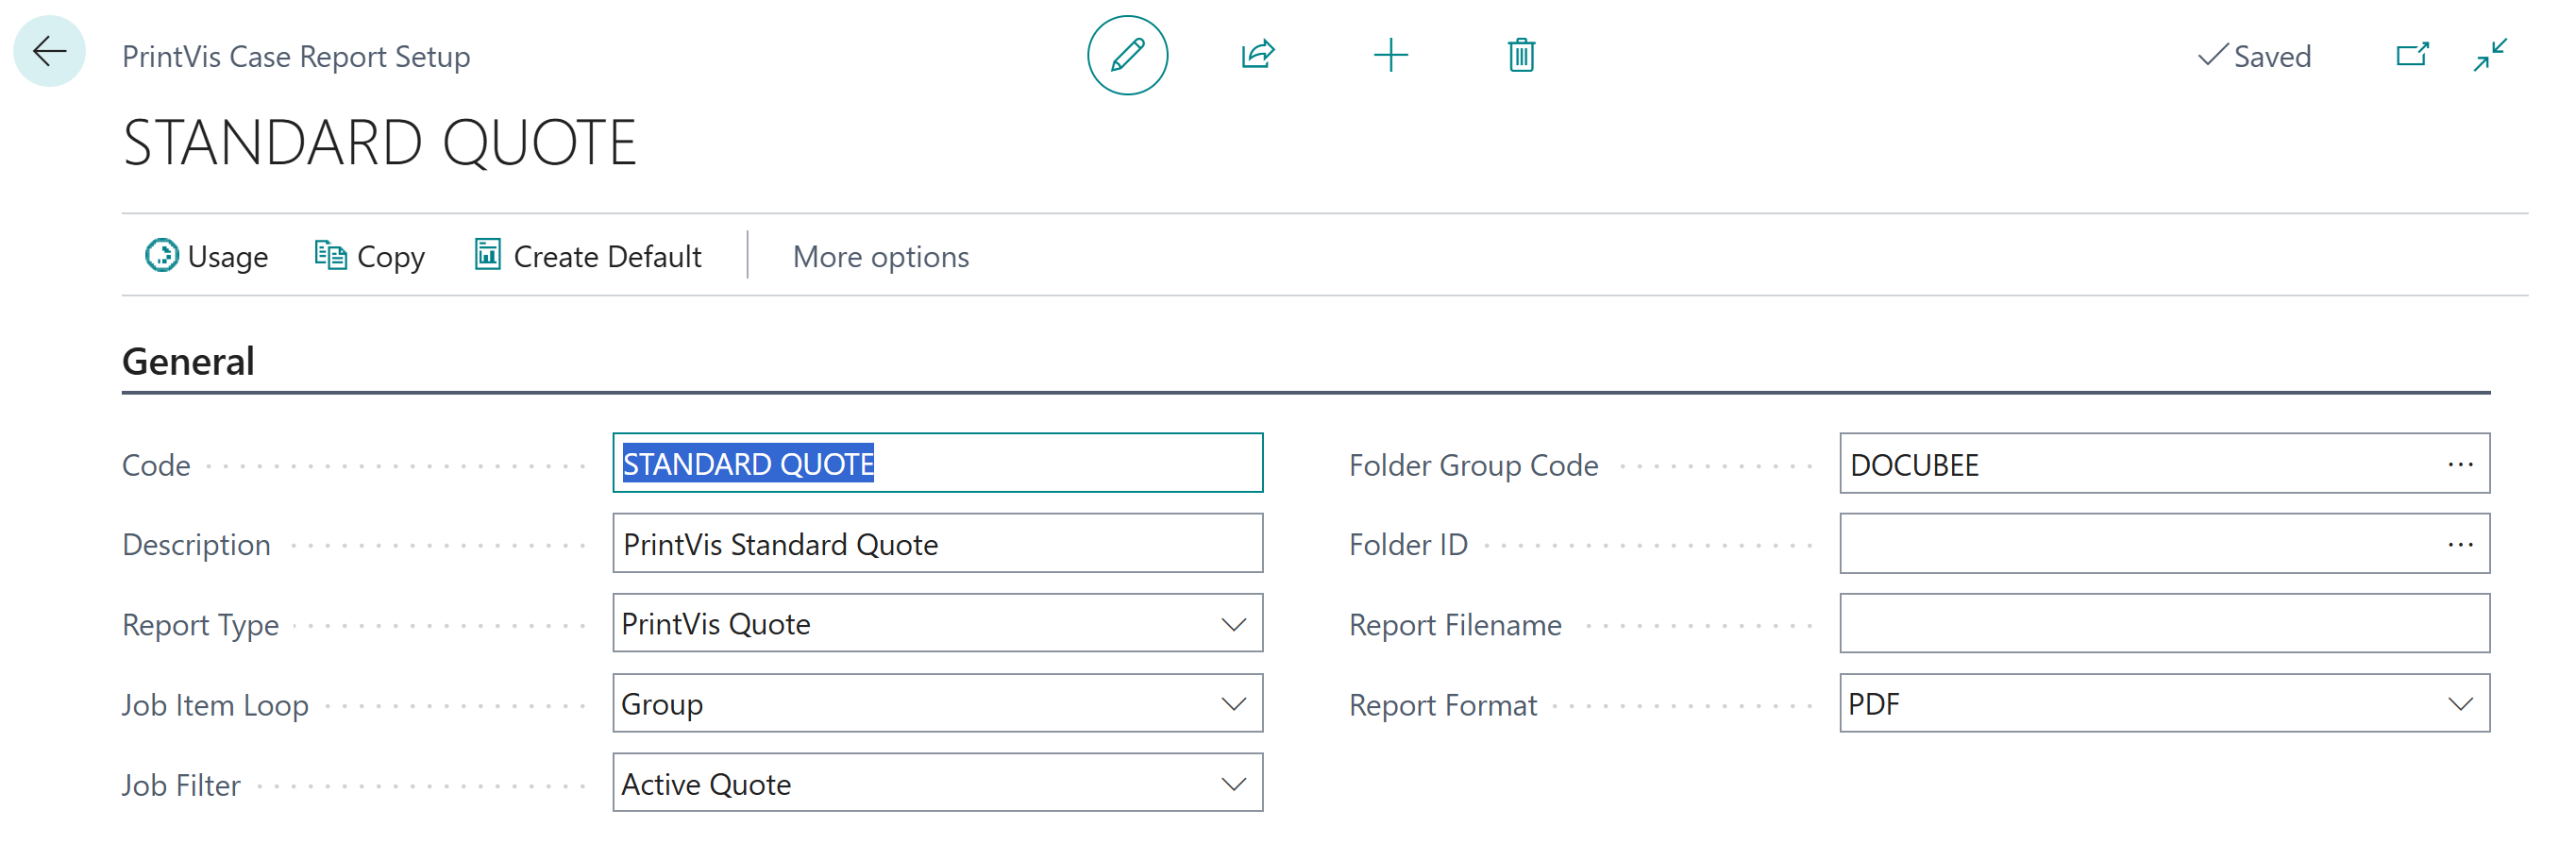 PrintVis Case Report Setup
Saved
STANDARD QUOTE
Usage
Copy
Create Default
More options
General
Code
STANDARD QUOTE
Description
PrintVis Standard Quote
Report Type
PrintVis Quote
Job Item Loop
Group
Job Filter
Active Quote
Folder Group Code
DOCUBEE
Folder ID
Report Filename
Report Format
PDF